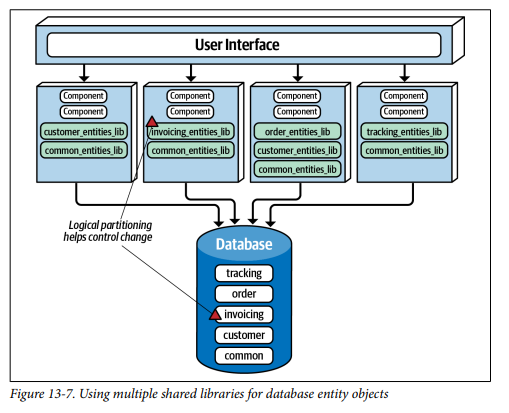 User Interface
Component
Component
customer_entities_lib
common_entities_lib
Component
Component
/invoicing_entities_lib
common_entities_lib
Component
Component
order_entities_lib
customer_entities_lib
common_entities_lib
Component
Component
tracking_entities_lib
common_entities_lib
Logical partitioning
helps control change
Database
tracking
order
invoicing
customer
common
Figure 13-7. Using multiple shared libraries for database entity objects